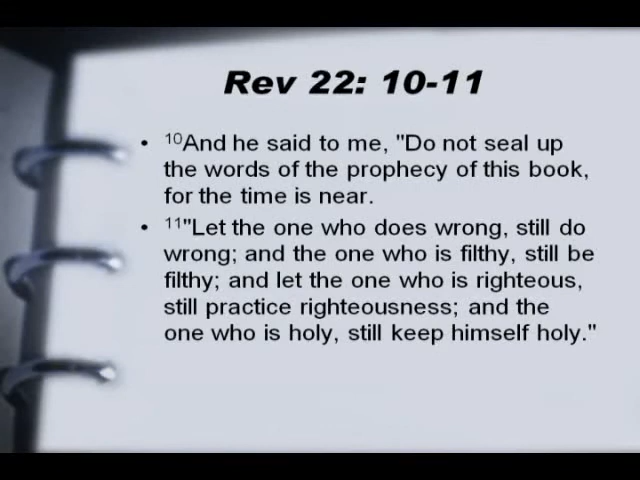 Rev 22: 10-11
• ¹⁰And he said to me, "Do not seal up
the words of the prophecy of this book,
for the time is near.
• ¹¹"Let the one who does wrong, still do
wrong; and the one who is filthy, still be
filthy; and let the one who is righteous,
still practice righteousness; and the
one who is holy, still keep himself holy."